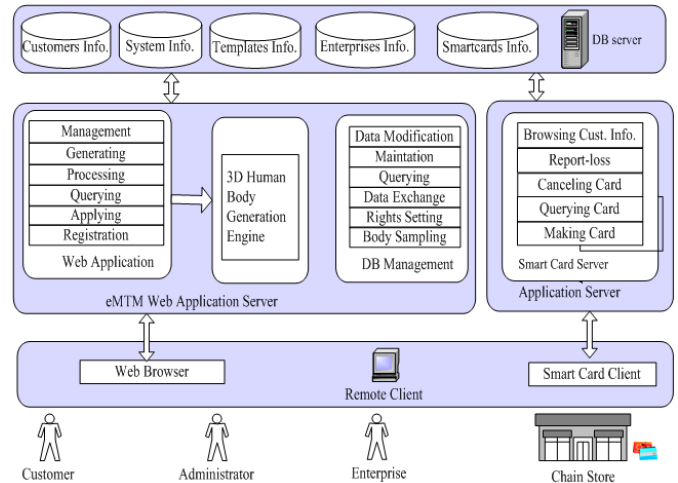 Customers Info.
System Info.
Templates Info.
Enterprises Info.
Smartcards Info.
DB server
Management
Generating
Processing
Querying
Applying
Registration
Web Application
3D Human
Body
Generation
Engine
Data Modification
Maintation
Querying
Data Exchange
Rights Setting
Body Sampling
DB Management
eMTM Web Application Server
Browsing Cust. Info.
Report-loss
Canceling Card
Querying Card
Making Card
Smart Card Server
Application Server
Web Browser
Remote Client
Smart Card Client
Customer
Administrator
Enterprise
Chain Store